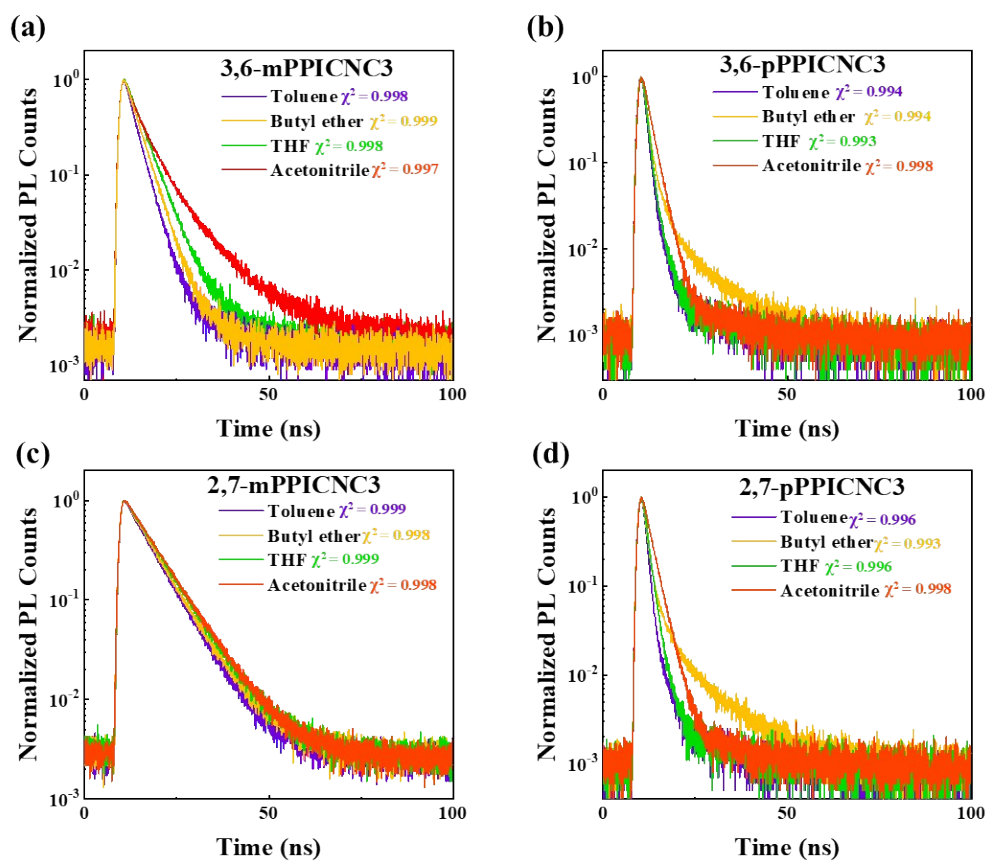 (a)
3,6-mPPICNC3
Toluene χ² = 0.998
Butyl ether χ² = 0.999
THF χ² = 0.998
Acetonitrile χ² = 0.997
Normalized PL Counts
10⁰
10⁻¹
10⁻²
10⁻³
0
50
100
Time (ns)
(b)
3,6-pPPICNC3
Toluene χ² = 0.994
Butyl ether χ² = 0.994
THF χ² = 0.993
Acetonitrile χ² = 0.998
Normalized PL Counts
10⁰
10⁻¹
10⁻²
10⁻³
0
50
100
Time (ns)
(c)
2,7-mPPICNC3
Toluene χ² = 0.999
Butyl ether χ² = 0.998
THF χ² = 0.999
Acetonitrile χ² = 0.998
Normalized PL Counts
10⁰
10⁻¹
10⁻²
10⁻³
0
50
100
Time (ns)
(d)
2,7-pPPICNC3
Toluene χ² = 0.996
Butyl ether χ² = 0.993
THF χ² = 0.996
Acetonitrile χ² = 0.998
Normalized PL Counts
10⁰
10⁻¹
10⁻²
10⁻³
0
50
100
Time (ns)